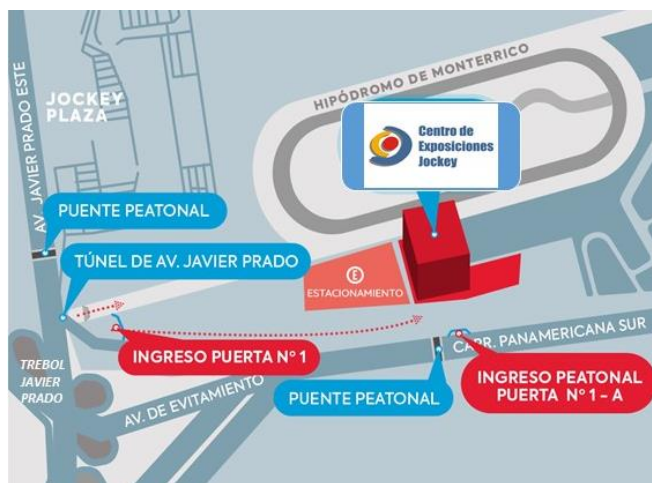 AV. JAVIER PRADO ESTE
JOCKEY
PLAZA
HIPÓDROMO DE MONTERRICO
Centro de
Exposiciones
Jockey
PUENTE PEATONAL
TÚNEL DE AV. JAVIER PRADO
E
ESTACIONAMIENTO
INGRESO PUERTA N° 1
CARR. PANAMERICANA SUR
TREBOL
JAVIER
PRADO
AV. DE EVITAMIENTO
PUENTE PEATONAL
INGRESO PEATONAL
PUERTA N° 1 - A